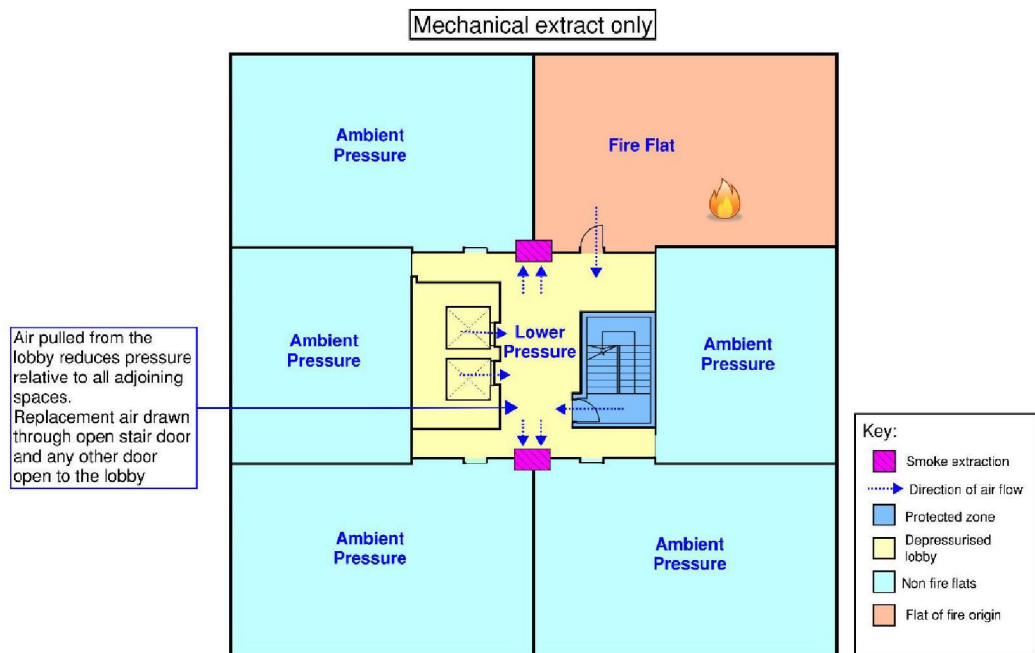 Mechanical extract only
Ambient
Pressure
Fire Flat
Air pulled from the
lobby reduces pressure
relative to all adjoining
spaces.
Replacement air drawn
through open stair door
and any other door
open to the lobby
Ambient
Pressure
Lower
Pressure
Ambient
Pressure
Ambient
Pressure
Ambient
Pressure
Key:
Smoke extraction
Direction of air flow
Protected zone
Depressurised
lobby
Non fire flats
Flat of fire origin